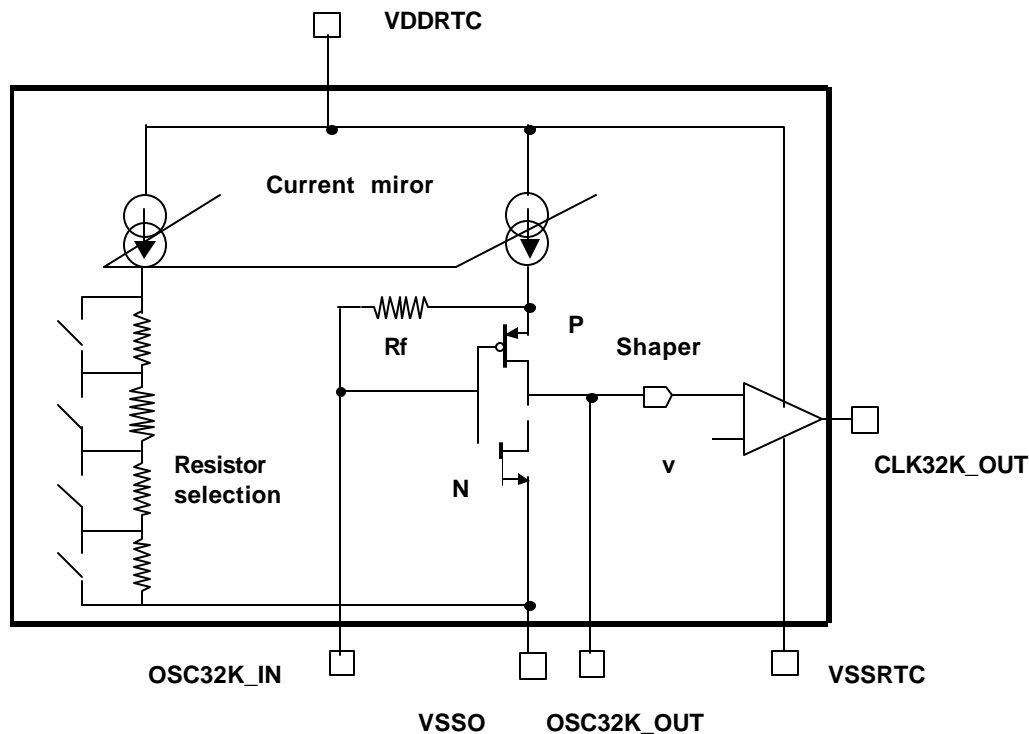 VDDRTC
Current miror
Rf
P
Shaper
Resistor
selection
N
v
CLK32K_OUT
OSC32K_IN
VSSRTC
VSSO
OSC32K_OUT